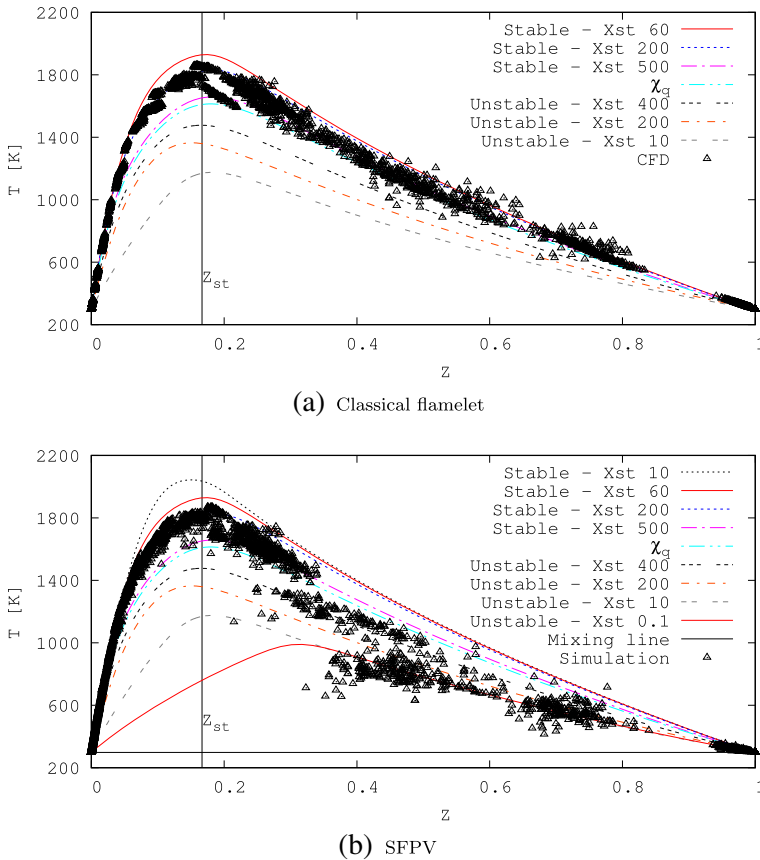 2200
1800
1400
1000
600
200
T [K]
Stable - Xst 60
Stable - Xst 200
Stable - Xst 500
χq
Unstable - Xst 400
Unstable - Xst 200
Unstable - Xst 10
CFD
Zst
0 0.2 0.4 0.6 0.8 1
Z
(a) Classical flamelet
2200
1800
1400
1000
600
200
T [K]
Stable - Xst 10
Stable - Xst 60
Stable - Xst 200
Stable - Xst 500
χq
Unstable - Xst 400
Unstable - Xst 200
Unstable - Xst 10
Unstable - Xst 0.1
Mixing line
Simulation
Zst
0 0.2 0.4 0.6 0.8 1
Z
(b) SFPV